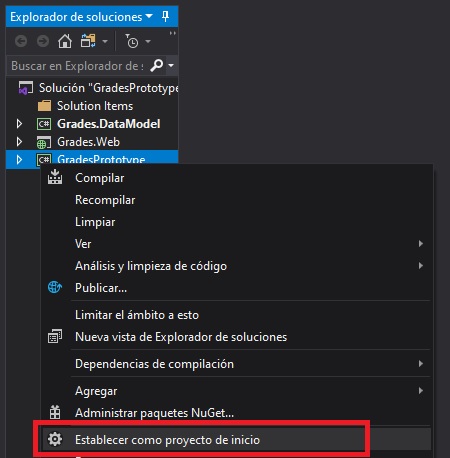 Explorador de soluciones
Buscar en Explorador de s
Solución "GradesPrototype
Solution Items
Grades.DataModel
Grades.Web
GradesPrototype
Compilar
Recompilar
Limpiar
Ver
Análisis y limpieza de código
Publicar...
Limitar el ámbito a esto
Nueva vista de Explorador de soluciones
Dependencias de compilación
Agregar
Administrar paquetes NuGet...
Establecer como proyecto de inicio